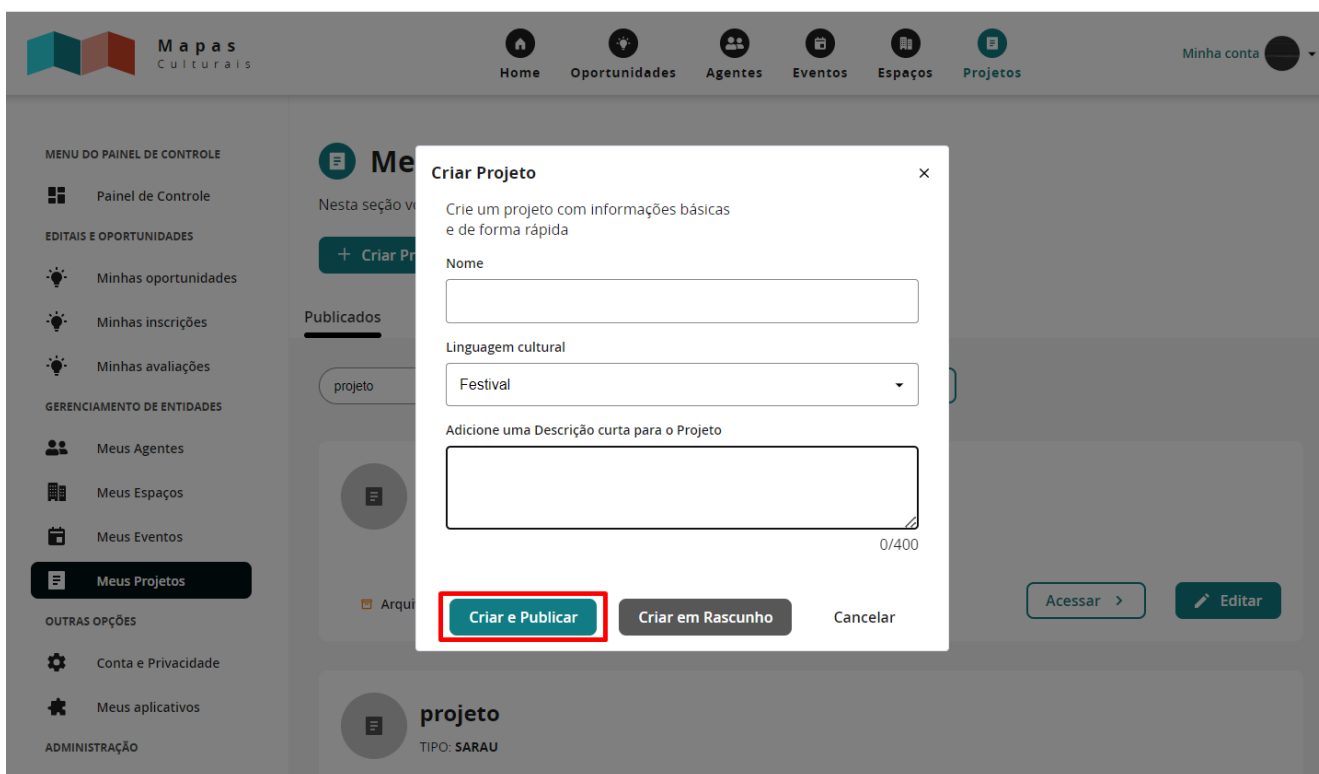 Mapas
Culturais
Home
Oportunidades
Agentes
Eventos
Espaços
Projetos
Minha conta
MENU DO PAINEL DE CONTROLE
Painel de Controle
EDITAIS E OPORTUNIDADES
Minhas oportunidades
Minhas inscrições
Minhas avaliações
GERENCIAMENTO DE ENTIDADES
Meus Agentes
Meus Espaços
Meus Eventos
Meus Projetos
OUTRAS OPÇÕES
Conta e Privacidade
Meus aplicativos
ADMINISTRAÇÃO
Me
Nesta seção v
+ Criar Pr
Publicados
projeto
Arqui
Acessar >
Editar
projeto
TIPO: SARAU
Criar Projeto
×
Crie um projeto com informações básicas
e de forma rápida
Nome
Linguagem cultural
Festival
Adicione uma Descrição curta para o Projeto
0/400
Criar e Publicar
Criar em Rascunho
Cancelar